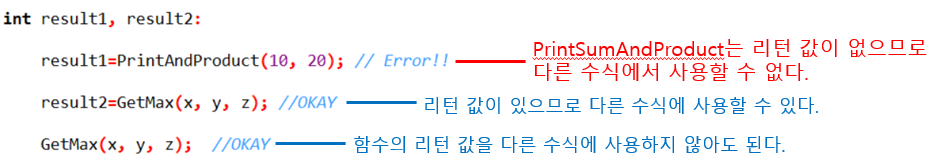 int result1, result2:
result1=PrintAndProduct(10, 20); // Error!!
PrintSumAndProduct는 리턴 값이 없으므로
다른 수식에서 사용할 수 없다.
result2=GetMax(x, y, z); //OKAY
리턴 값이 있으므로 다른 수식에 사용할 수 있다.
GetMax(x, y, z); //OKAY
함수의 리턴 값을 다른 수식에 사용하지 않아도 된다.